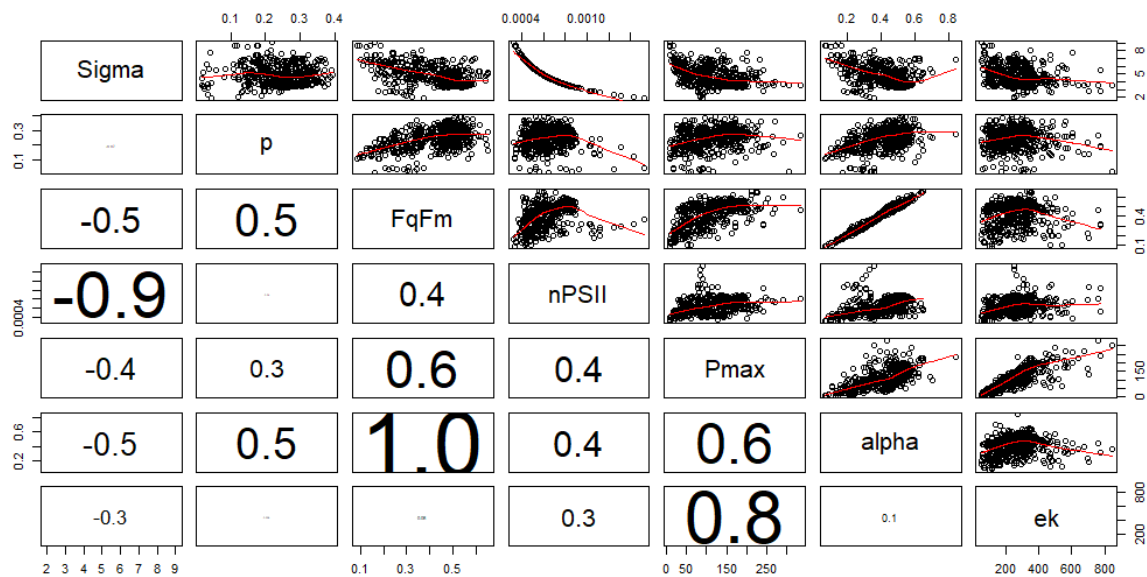 0.1 0.2 0.3 0.4 0.0004 0.0010 0.2 0.4 0.6 0.8
Sigma 2 5 8
0.1 0.3 p
-0.5 0.5 FqFm 0.1 0.4
0.0004 -0.9 0.4 nPSII
-0.4 0.3 0.6 0.4 Pmax 0 150
0.2 0.6 -0.5 0.5 1.0 0.4 0.6 alpha
-0.3 0.3 0.8 0.1 ek 200 800
2 3 4 5 6 7 8 9 0.1 0.3 0.5 0 50 150 250 200 400 600 800